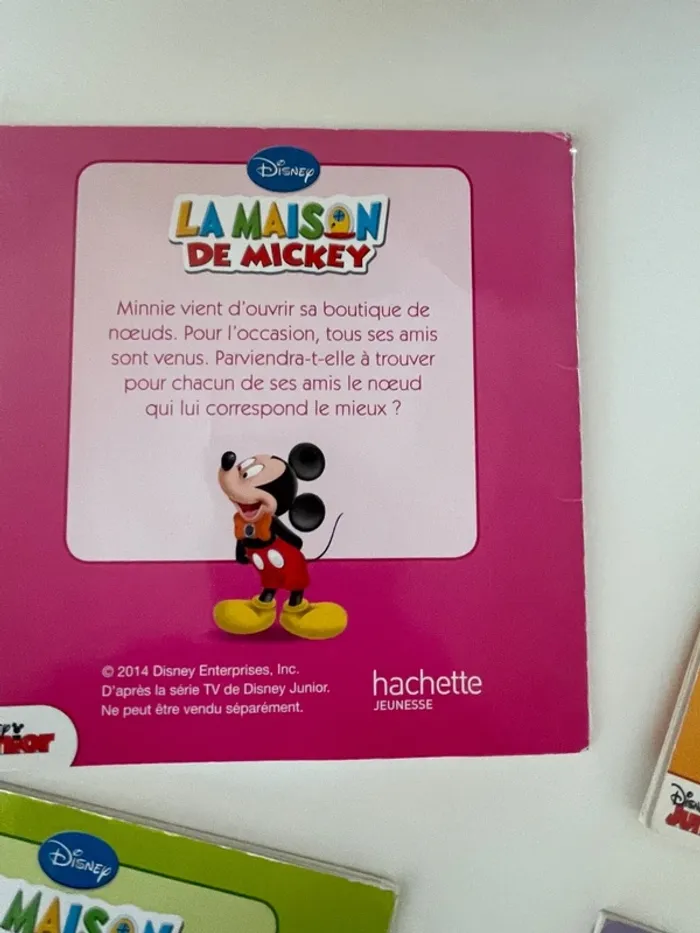 Disney
LA MAISON
DE MICKEY
Minnie vient d'ouvrir sa boutique de
nœuds. Pour l'occasion, tous ses amis
sont venus. Parviendra-t-elle à trouver
pour chacun de ses amis le nœud
qui lui correspond le mieux ?
© 2014 Disney Enterprises, Inc.
D'après la série TV de Disney Junior.
Ne peut être vendu séparément.
hachette
JEUNESSE
Disney
MAISON